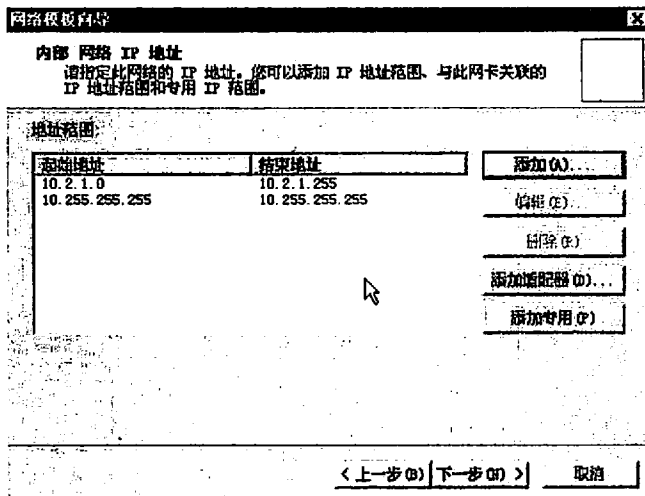 网络模板向导
内部 网络 IP 地址
请指定此网络的 IP 地址。您可以添加 IP 地址范围、与此网卡关联的
IP 地址范围和专用 IP 范围。
地址范围:
起始地址 结束地址
10.2.1.0 10.2.1.255
10.255.255.255 10.255.255.255
添加(A)...
编辑(E)...
删除(R)
添加适配器(D)...
添加专用(P)
< 上一步(B) 下一步(N) > 取消